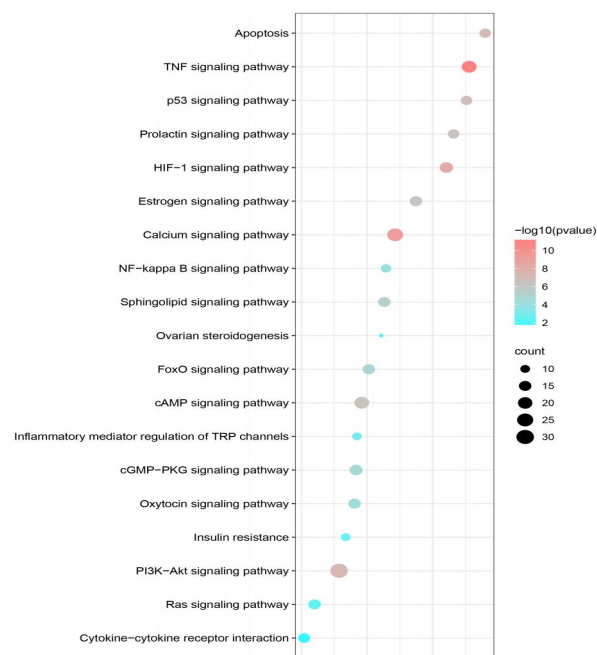 Apoptosis
TNF signaling pathway
p53 signaling pathway
Prolactin signaling pathway
HIF−1 signaling pathway
Estrogen signaling pathway
Calcium signaling pathway
NF−kappa B signaling pathway
Sphingolipid signaling pathway
Ovarian steroidogenesis
FoxO signaling pathway
cAMP signaling pathway
Inflammatory mediator regulation of TRP channels
cGMP−PKG signaling pathway
Oxytocin signaling pathway
Insulin resistance
PI3K−Akt signaling pathway
Ras signaling pathway
Cytokine−cytokine receptor interaction
−log10(pvalue)
10
8
6
4
2
count
10
15
20
25
30